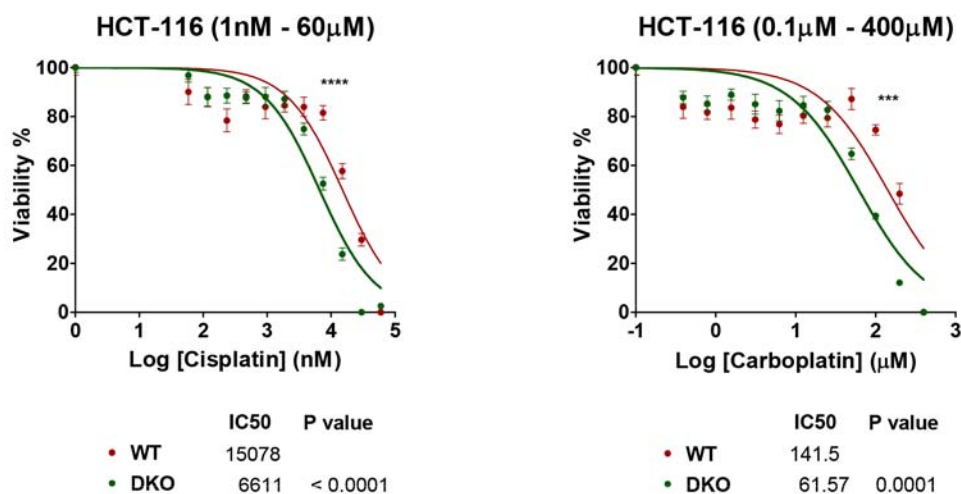 HCT-116 (1nM - 60μM)
****
Viability %
100
80
60
40
20
0
0 1 2 3 4 5
Log [Cisplatin] (nM)
IC50 P value
WT 15078
DKO 6611 < 0.0001
HCT-116 (0.1μM - 400μM)
***
Viability %
100
80
60
40
20
0
-1 0 1 2 3
Log [Carboplatin] (μM)
IC50 P value
WT 141.5
DKO 61.57 0.0001